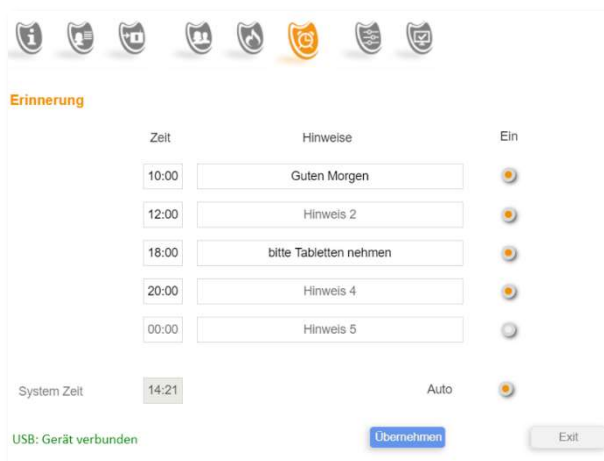 Erinnerung
Zeit Hinweise Ein
10:00 Guten Morgen
12:00 Hinweis 2
18:00 bitte Tabletten nehmen
20:00 Hinweis 4
00:00 Hinweis 5
System Zeit 14:21 Auto
USB: Gerät verbunden Übernehmen Exit